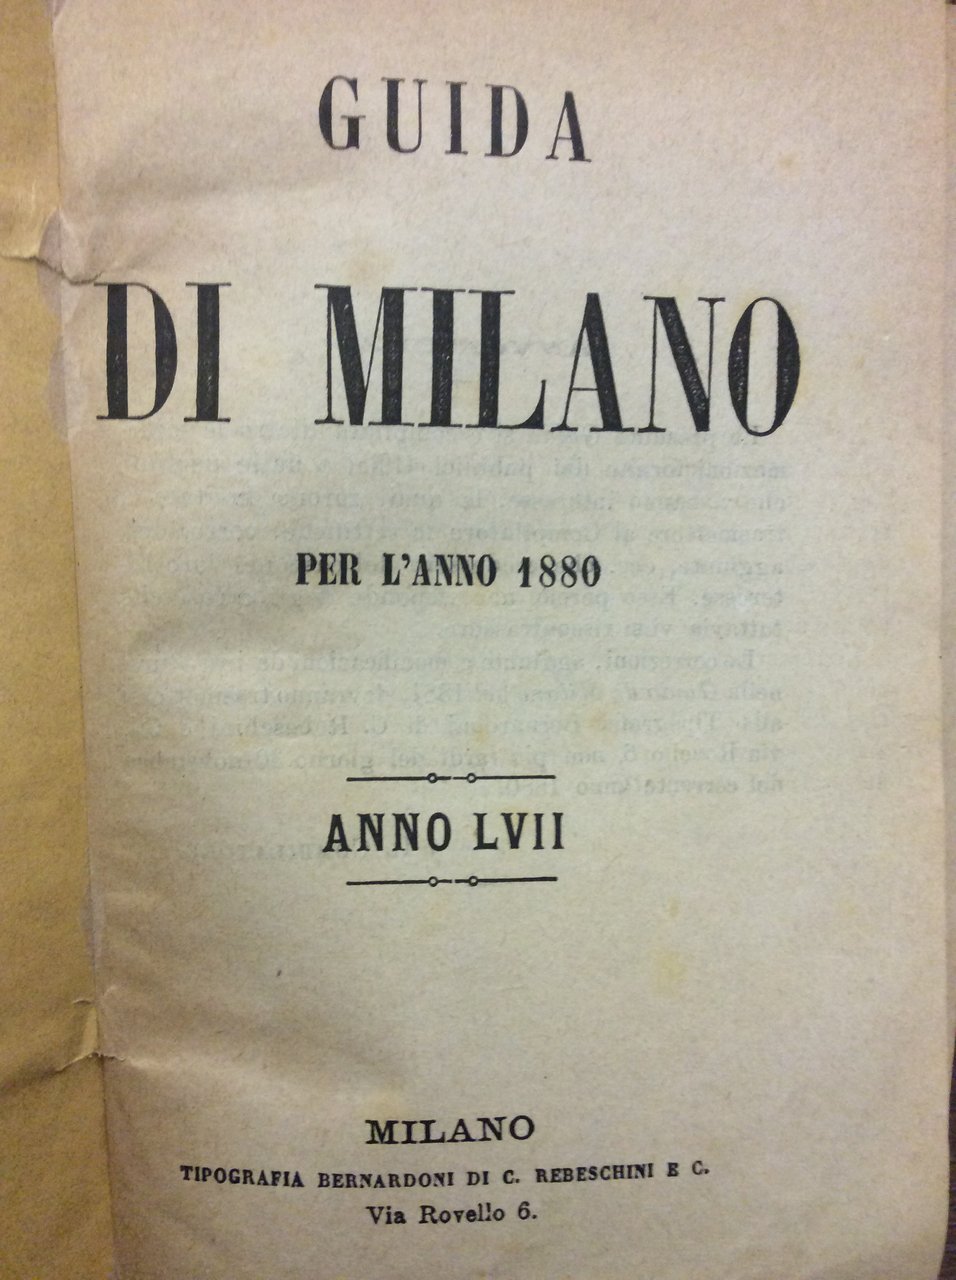 GUIDA
DI MILANO
PER L'ANNO 1880
ANNO LVII
MILANO
TIPOGRAFIA BERNARDONI DI C. REBESCHINI E C.
Via Rovello 6.